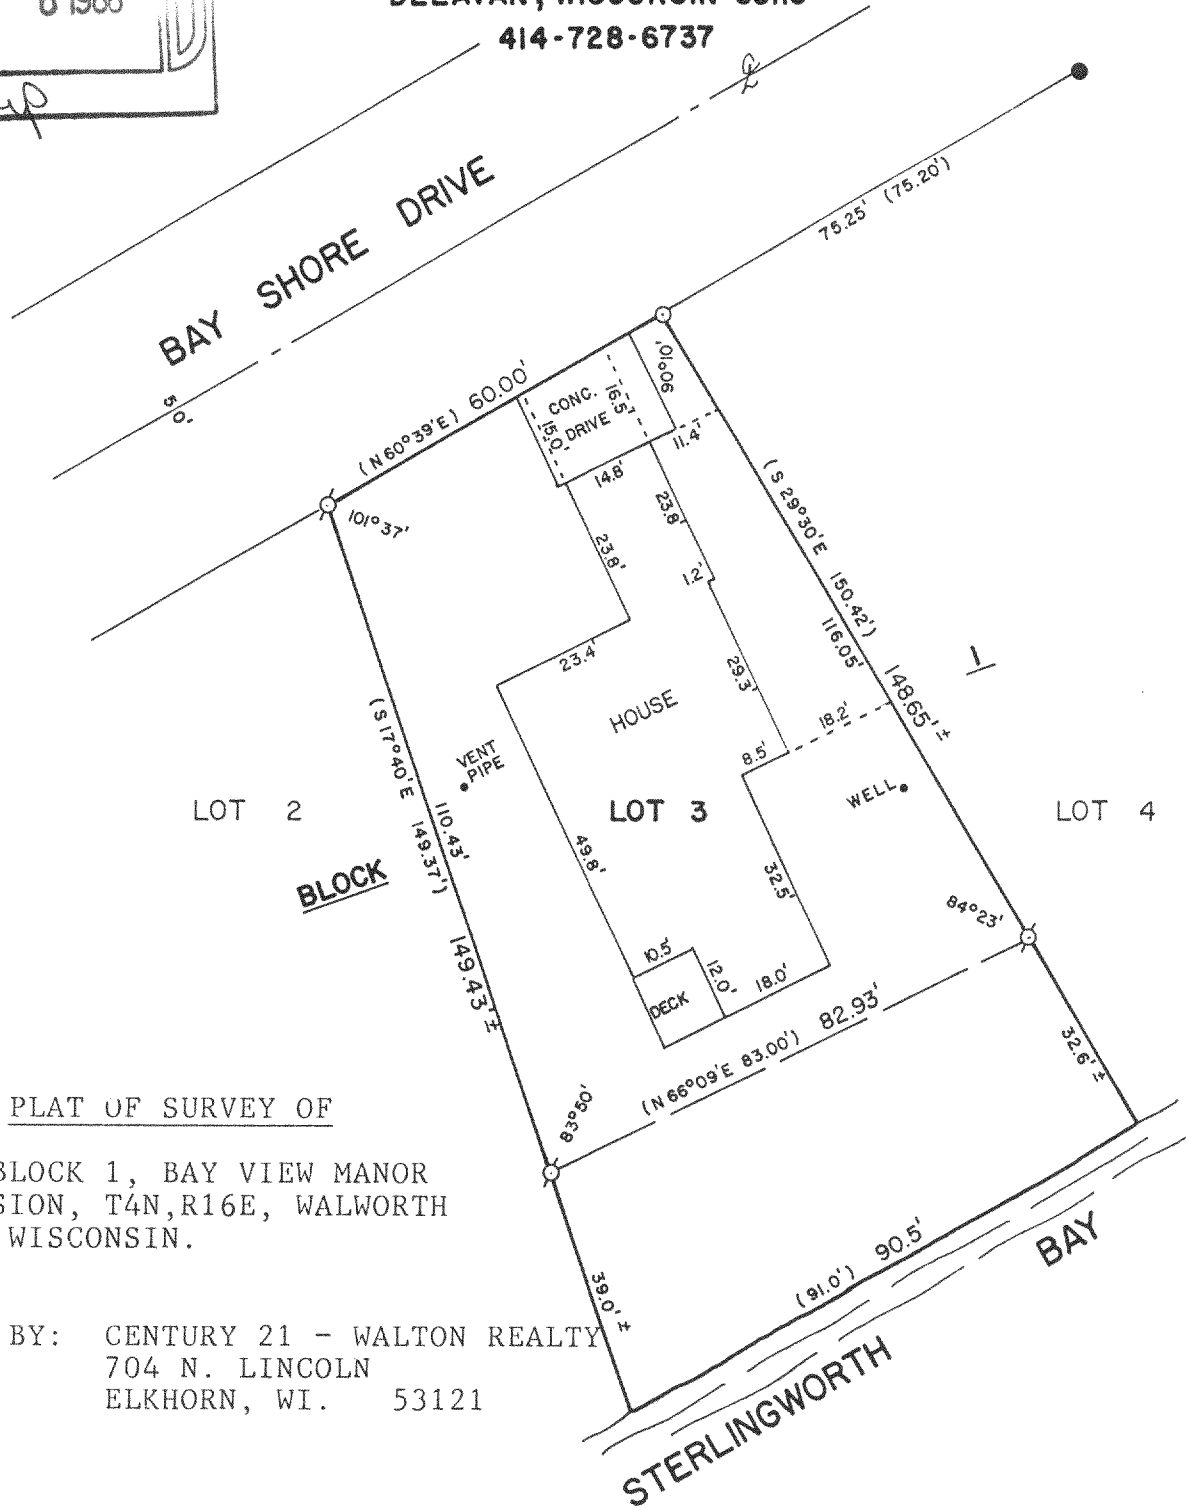 414-728-6737
BAY SHORE DRIVE
50'
75.25' (75.20')
(N 60°39'E) 60.00'
CONC.
DRIVE
15.0'
16.5'
90°10'
11.4'
14.8'
101°37'
23.8'
23.8'
1.2'
(S 29°30'E 150.42')
116.05'
148.65'±
1
23.4'
29.3'
HOUSE
18.2'
8.5'
(S 17°40'E 149.37')
110.43'
149.43'±
VENT
PIPE
WELL
LOT 2
LOT 3
LOT 4
BLOCK
49.8'
32.5'
84°23'
10.5'
12.0'
18.0'
DECK
(N 66°09'E 83.00') 82.93'
32.6'±
83°50'
PLAT OF SURVEY OF
BLOCK 1, BAY VIEW MANOR
SION, T4N,R16E, WALWORTH
WISCONSIN.
39.0'±
(91.0') 90.5'
BY: CENTURY 21 - WALTON REALTY
704 N. LINCOLN
ELKHORN, WI. 53121
STERLINGWORTH BAY